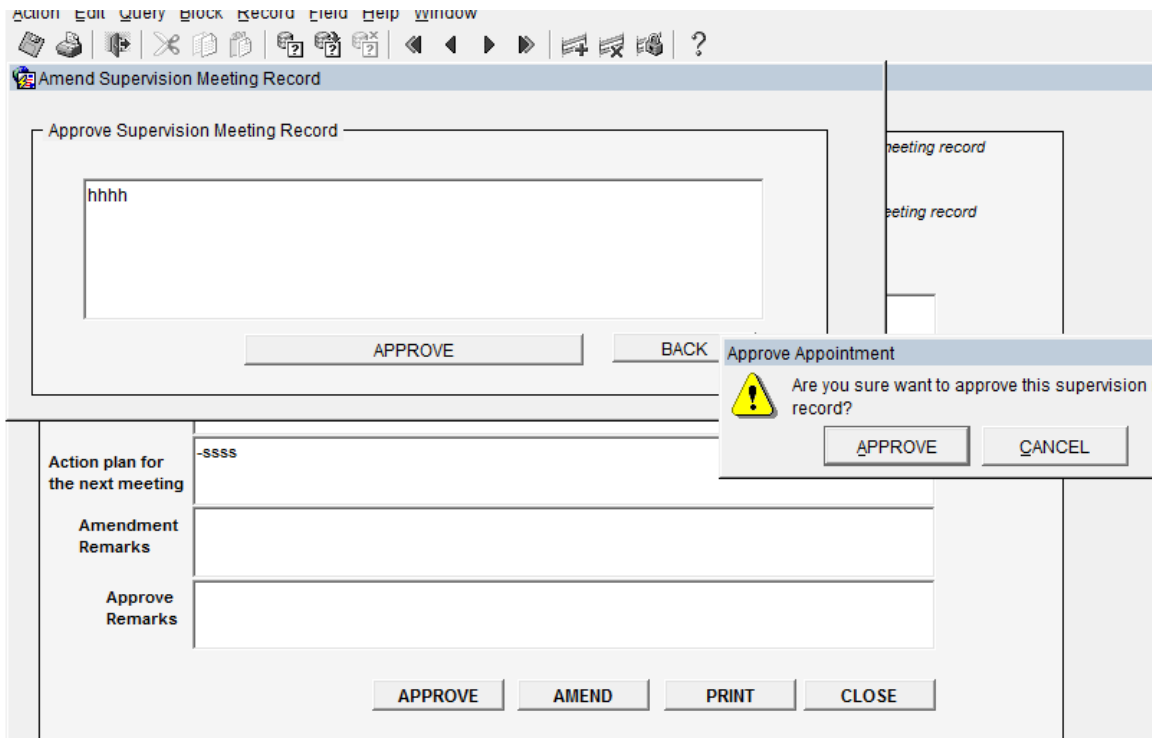 Action Edit Query Block Record Field Help Window
Amend Supervision Meeting Record
Approve Supervision Meeting Record
hhhh
APPROVE
BACK
meeting record
eeting record
Approve Appointment
Are you sure want to approve this supervision
record?
APPROVE
CANCEL
Action plan for
the next meeting
-ssss
Amendment
Remarks
Approve
Remarks
APPROVE
AMEND
PRINT
CLOSE